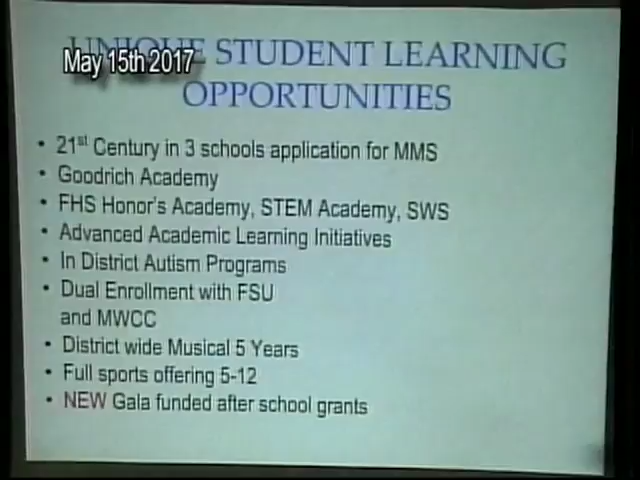 UNIQUE STUDENT LEARNING
May 15th 2017
OPPORTUNITIES
• 21st Century in 3 schools application for MMS
• Goodrich Academy
• FHS Honor's Academy, STEM Academy, SWS
• Advanced Academic Learning Initiatives
• In District Autism Programs
• Dual Enrollment with FSU
and MWCC
• District wide Musical 5 Years
• Full sports offering 5-12
• NEW Gala funded after school grants